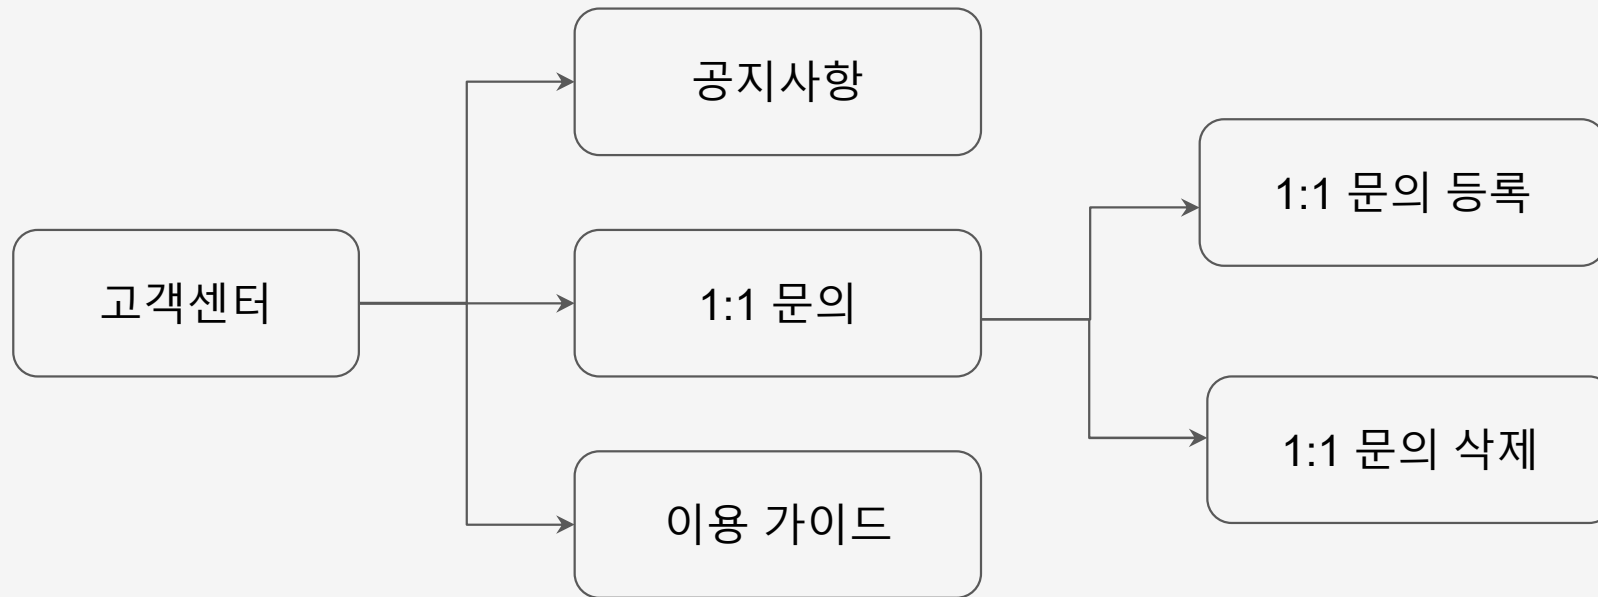 고객센터
공지사항
1:1 문의
이용 가이드
1:1 문의 등록
1:1 문의 삭제